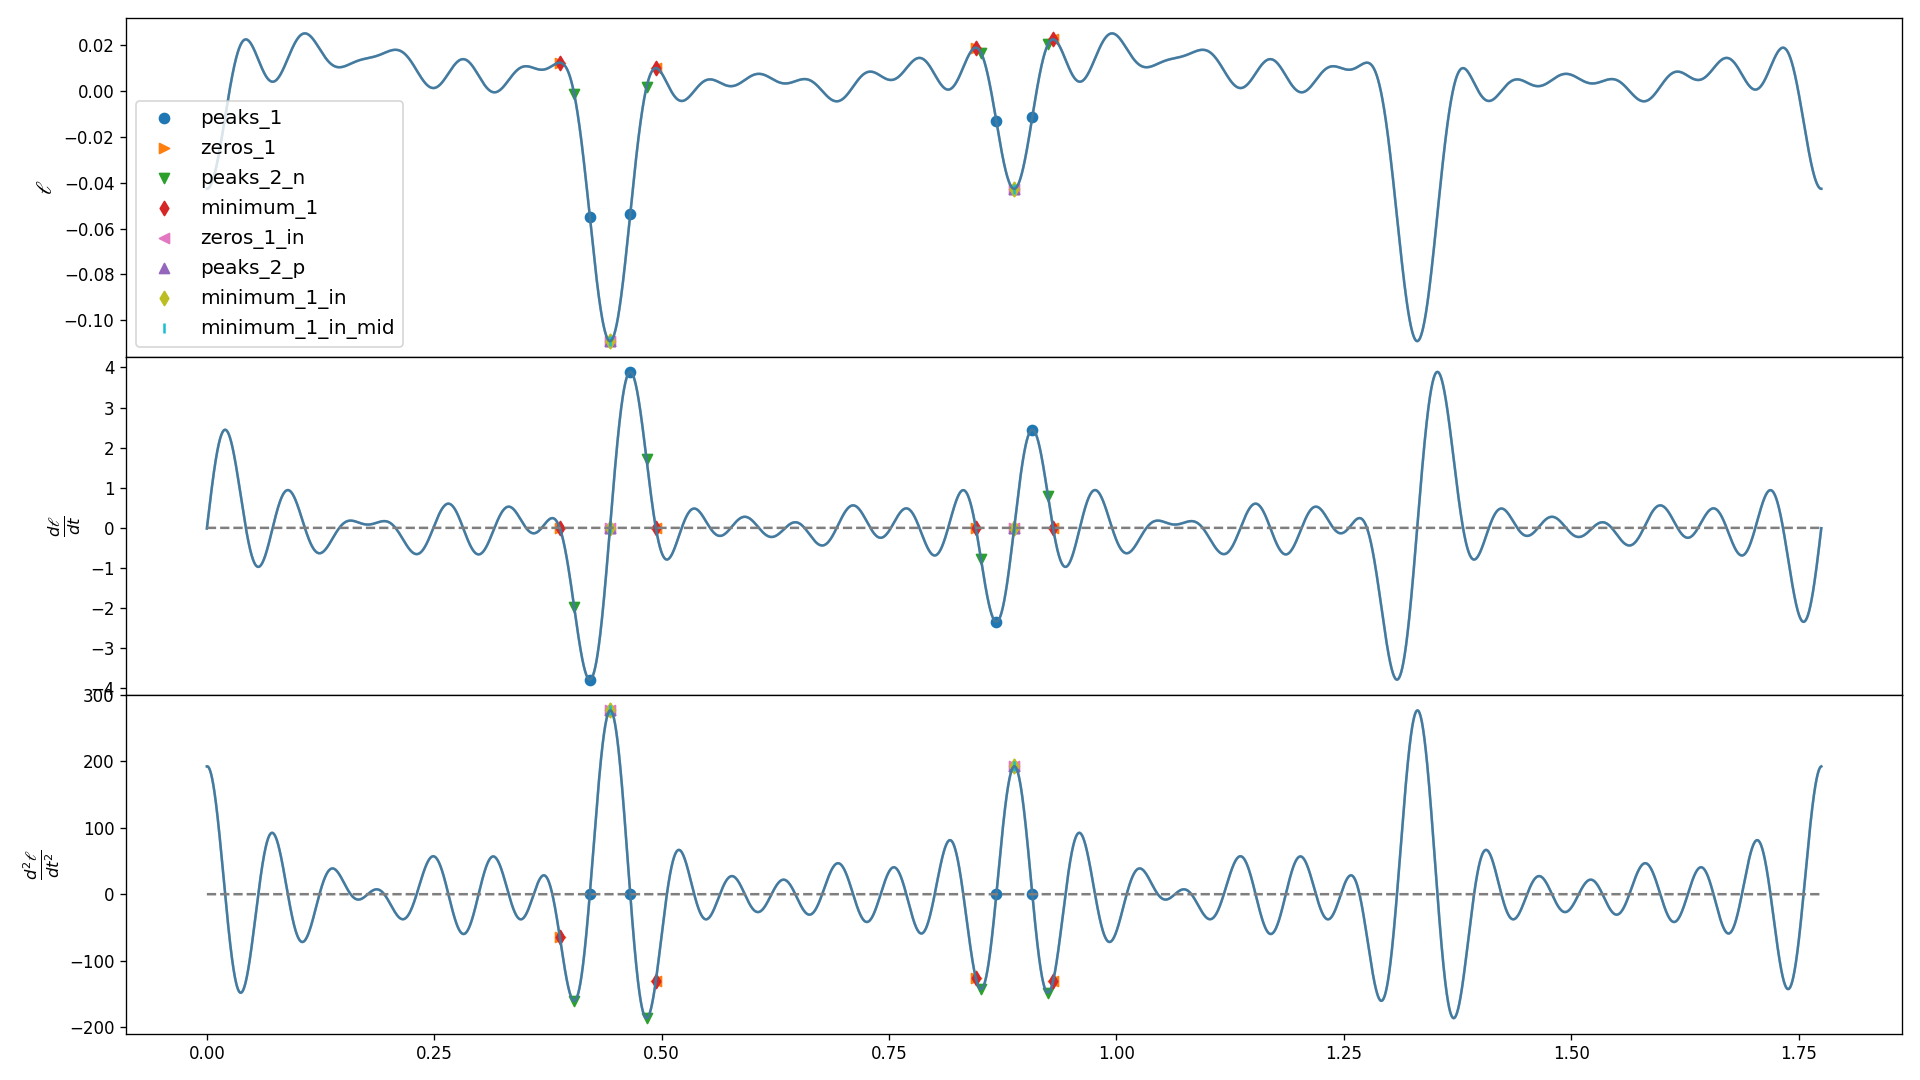 0.02
0.00
−0.02
−0.04
−0.06
−0.08
−0.10
ℓ
peaks_1
zeros_1
peaks_2_n
minimum_1
zeros_1_in
peaks_2_p
minimum_1_in
minimum_1_in_mid
4
3
2
1
0
−1
−2
−3
−4
dℓ
dt
300
200
100
0
−100
−200
d²ℓ
dt²
0.00 0.25 0.50 0.75 1.00 1.25 1.50 1.75